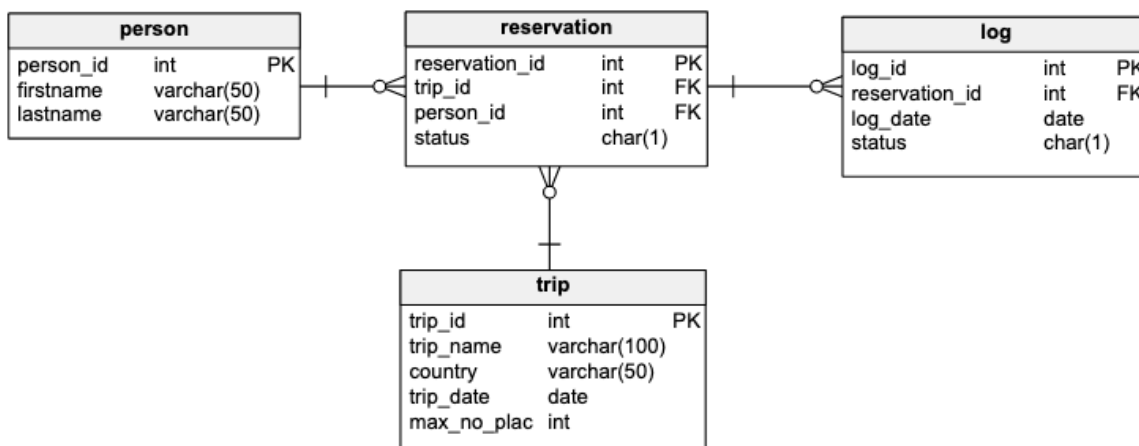 person
person_id int PK
firstname varchar(50)
lastname varchar(50)
reservation
reservation_id int PK
trip_id int FK
person_id int FK
status char(1)
log
log_id int PK
reservation_id int FK
log_date date
status char(1)
trip
trip_id int PK
trip_name varchar(100)
country varchar(50)
trip_date date
max_no_plac int